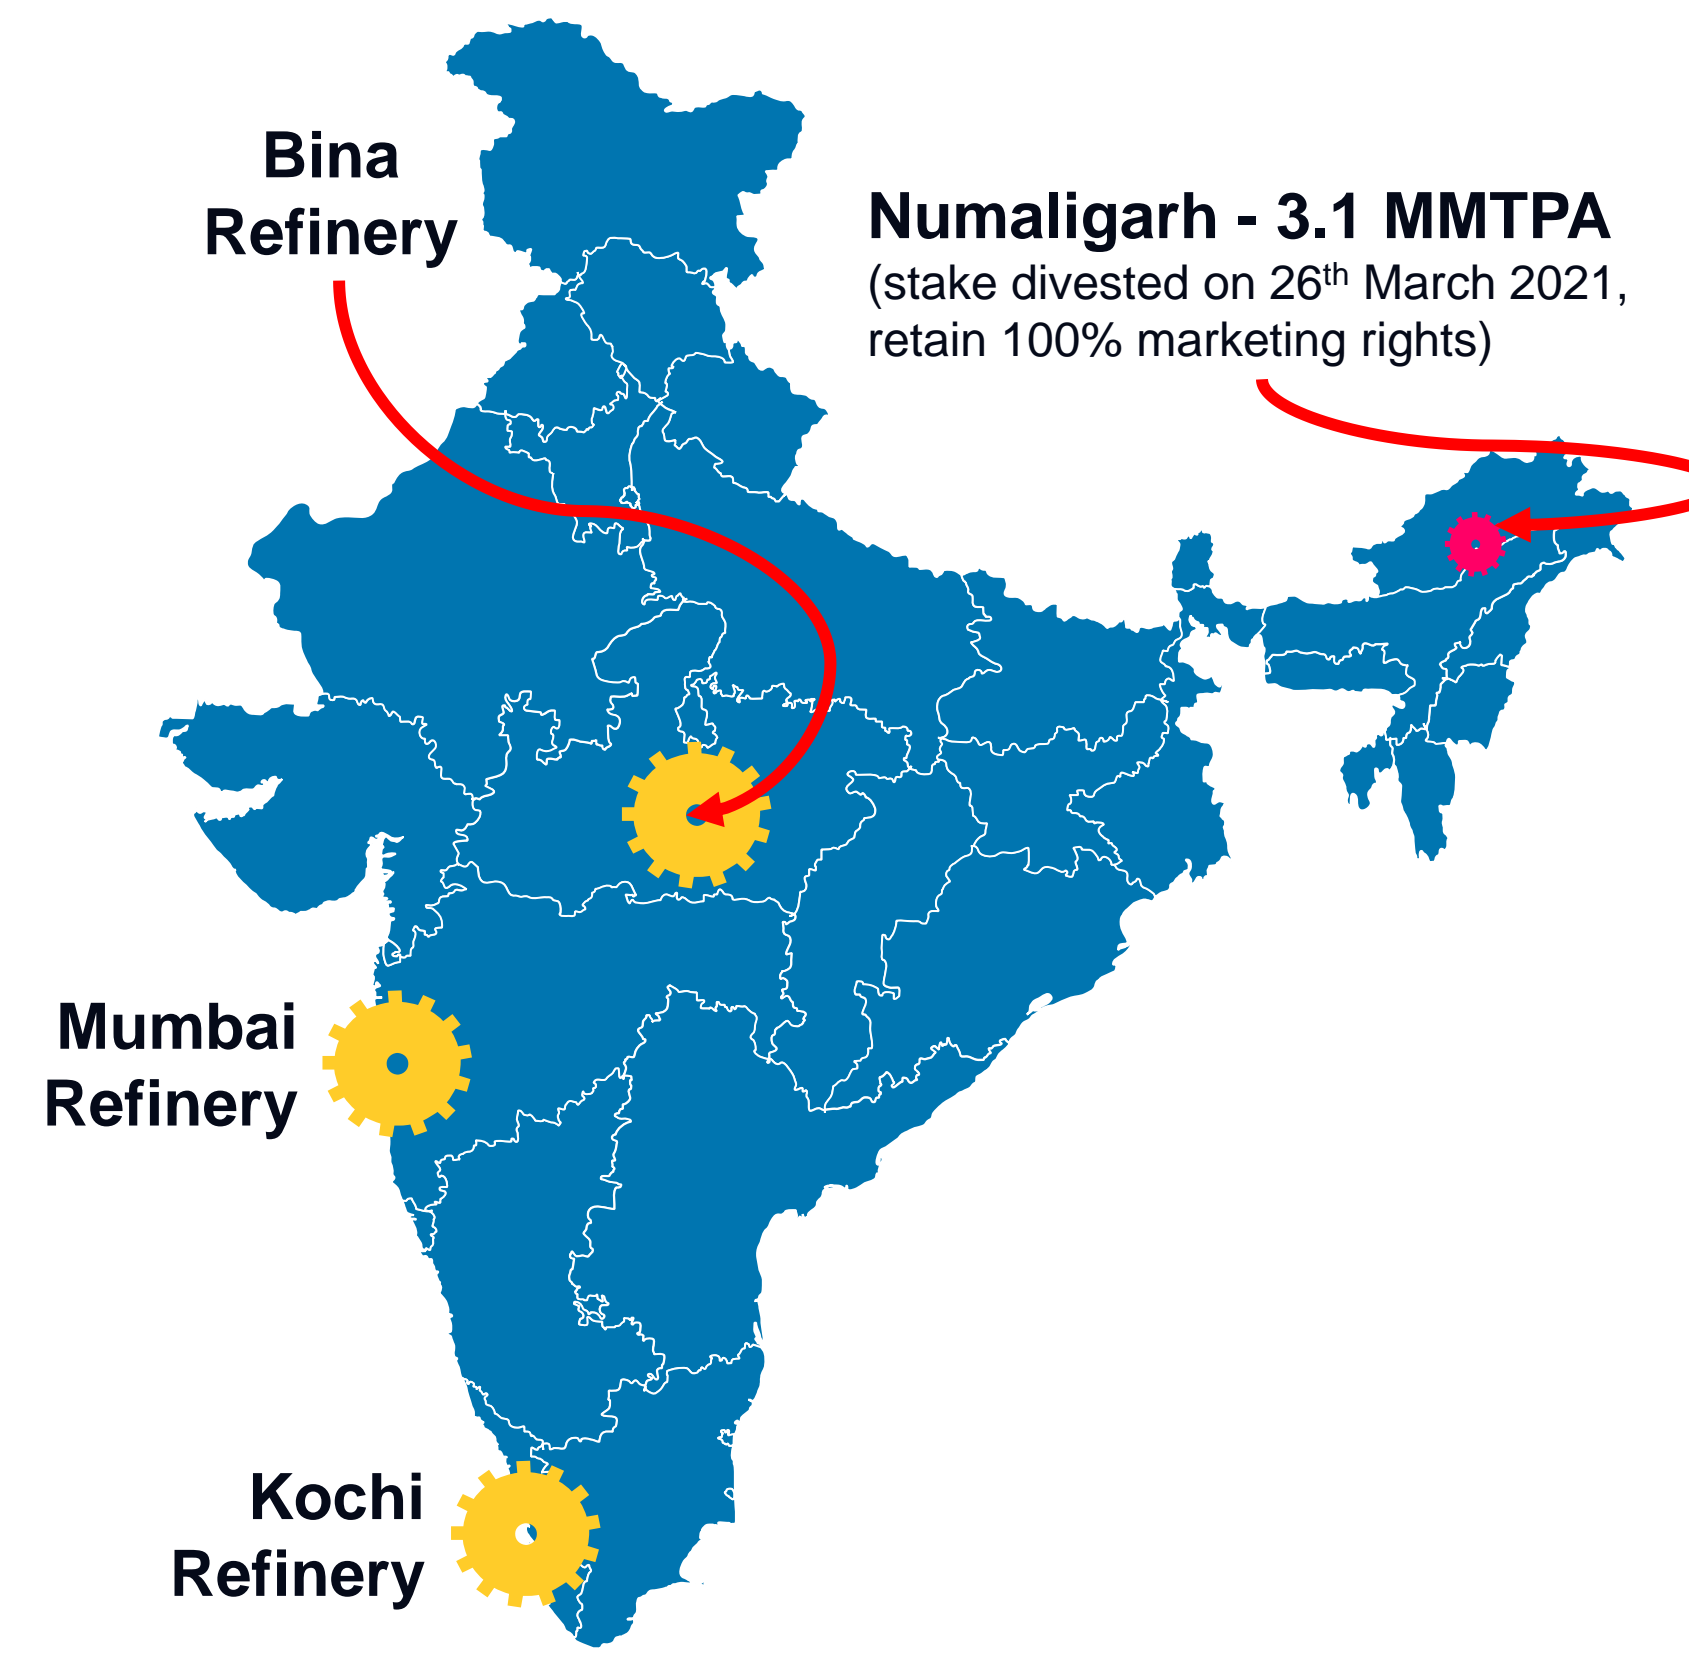 Bina
Refinery
Numaligarh - 3.1 MMTPA
(stake divested on 26th March 2021,
retain 100% marketing rights)
Mumbai
Refinery
Kochi
Refinery